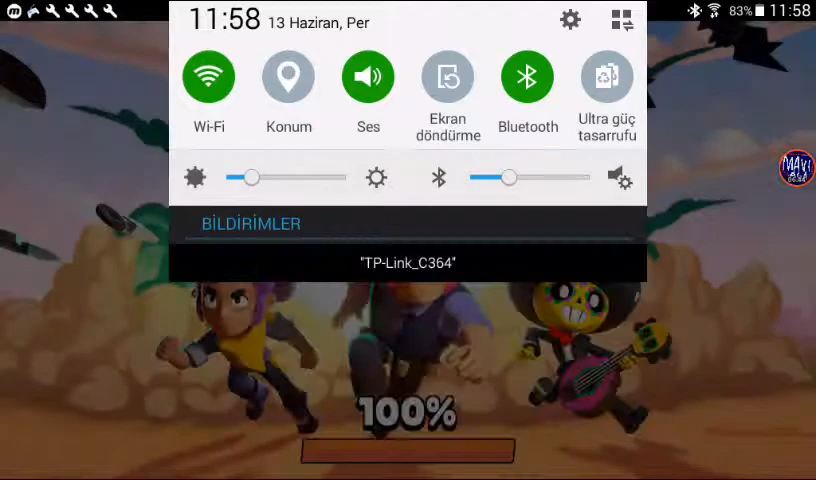 11:58 13 Haziran, Per
83% 11:58
Wi-Fi
Konum
Ses
Ekran
döndürme
Bluetooth
Ultra güç
tasarrufu
BİLDİRİMLER
"TP-Link_C364"
100%